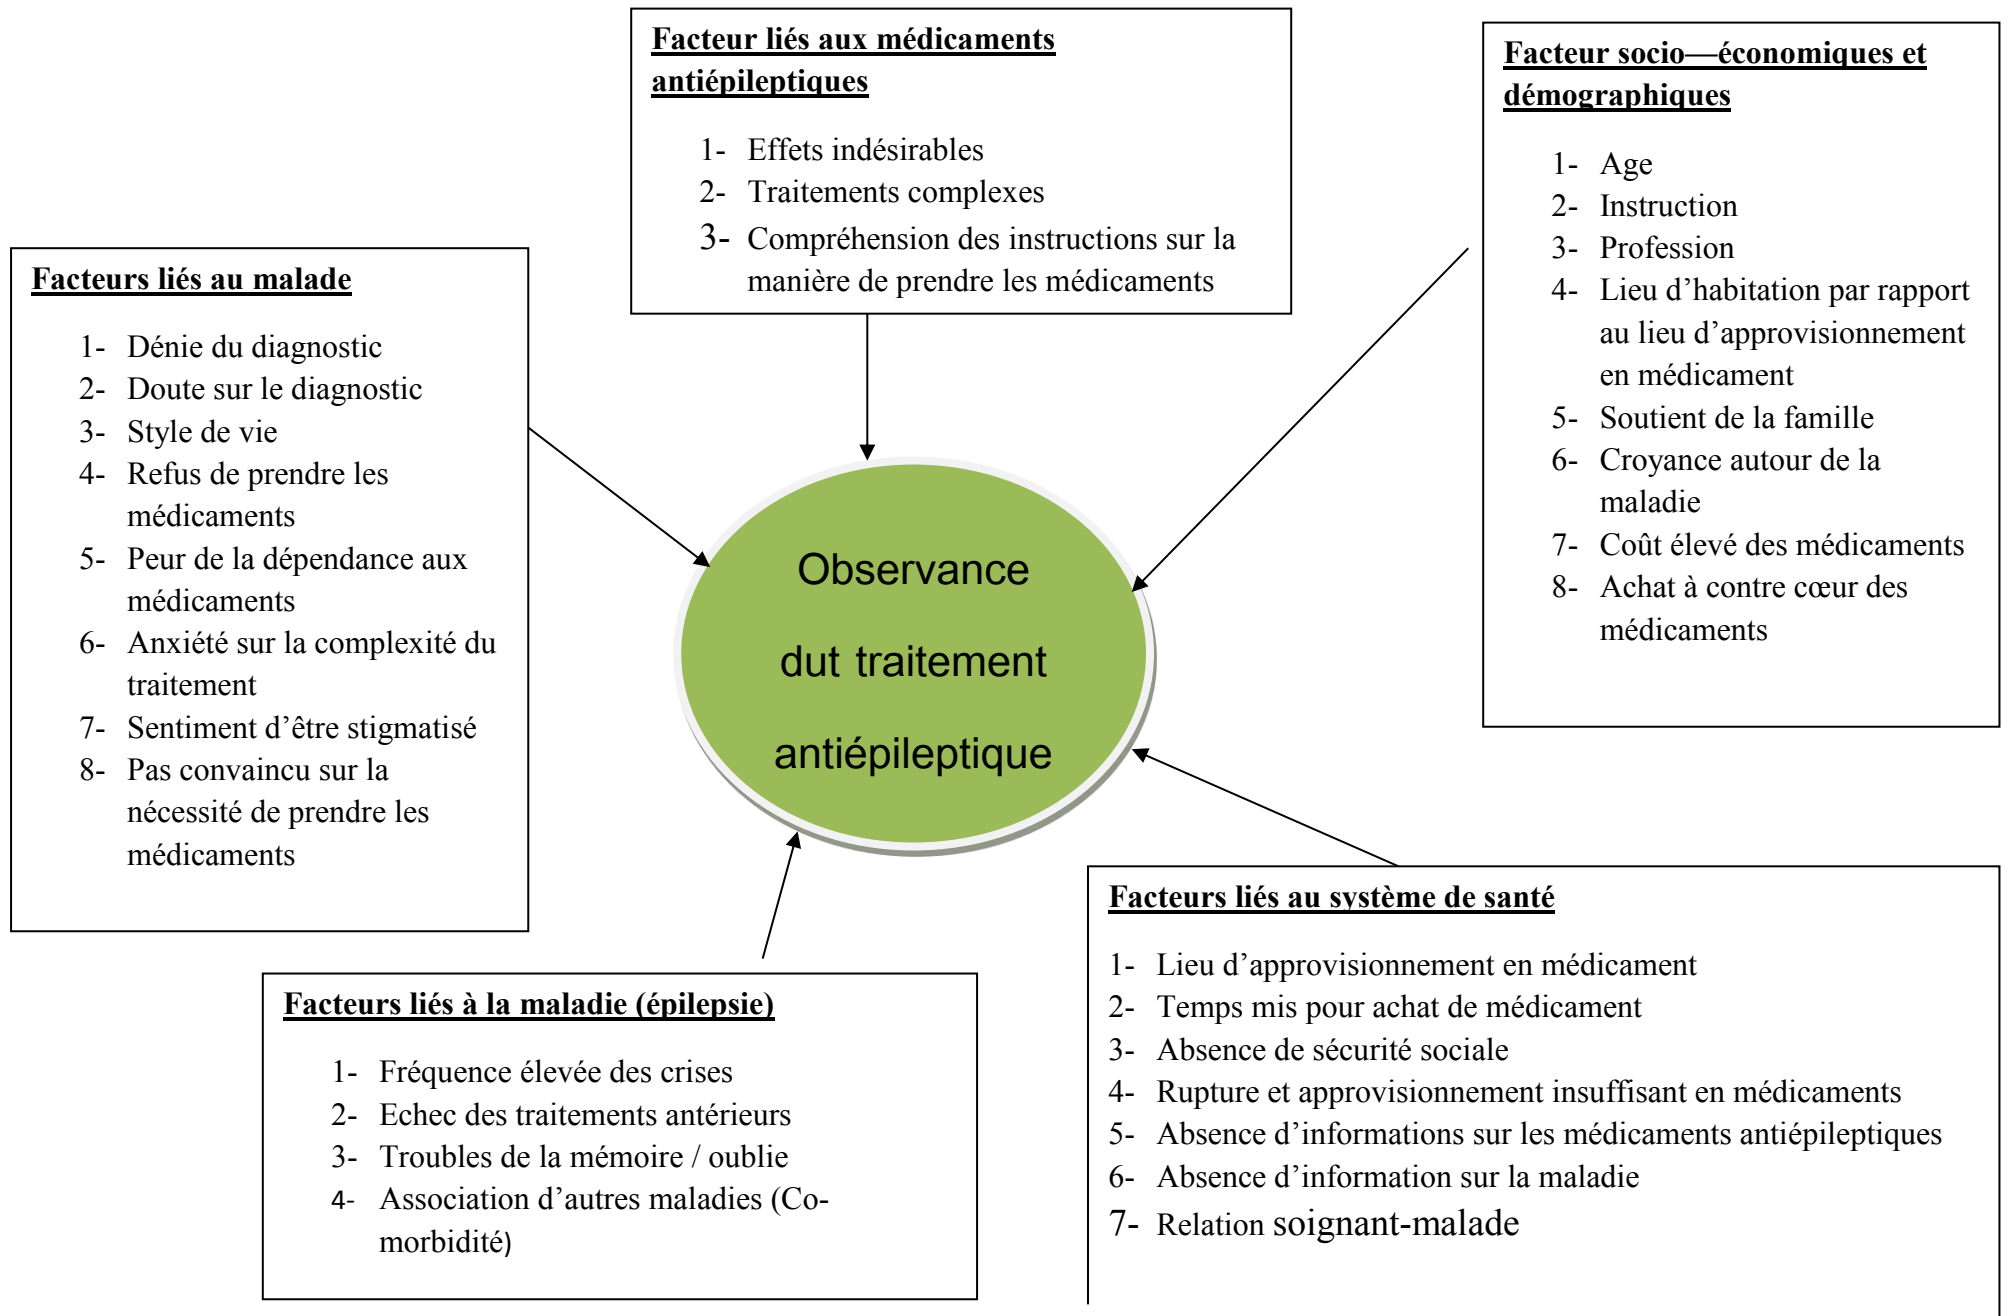 Facteur liés aux médicaments
antiépileptiques
1- Effets indésirables
2- Traitements complexes
3- Compréhension des instructions sur la
manière de prendre les médicaments
Facteur socio—économiques et
démographiques
1- Age
2- Instruction
3- Profession
4- Lieu d’habitation par rapport
au lieu d’approvisionnement
en médicament
5- Soutient de la famille
6- Croyance autour de la
maladie
7- Coût élevé des médicaments
8- Achat à contre cœur des
médicaments
Facteurs liés au malade
1- Dénie du diagnostic
2- Doute sur le diagnostic
3- Style de vie
4- Refus de prendre les
médicaments
5- Peur de la dépendance aux
médicaments
6- Anxiété sur la complexité du
traitement
7- Sentiment d’être stigmatisé
8- Pas convaincu sur la
nécessité de prendre les
médicaments
Observance
dut traitement
antiépileptique
Facteurs liés à la maladie (épilepsie)
1- Fréquence élevée des crises
2- Echec des traitements antérieurs
3- Troubles de la mémoire / oublie
4- Association d’autres maladies (Co-
morbidité)
Facteurs liés au système de santé
1- Lieu d’approvisionnement en médicament
2- Temps mis pour achat de médicament
3- Absence de sécurité sociale
4- Rupture et approvisionnement insuffisant en médicaments
5- Absence d’informations sur les médicaments antiépileptiques
6- Absence d’information sur la maladie
7- Relation soignant-malade